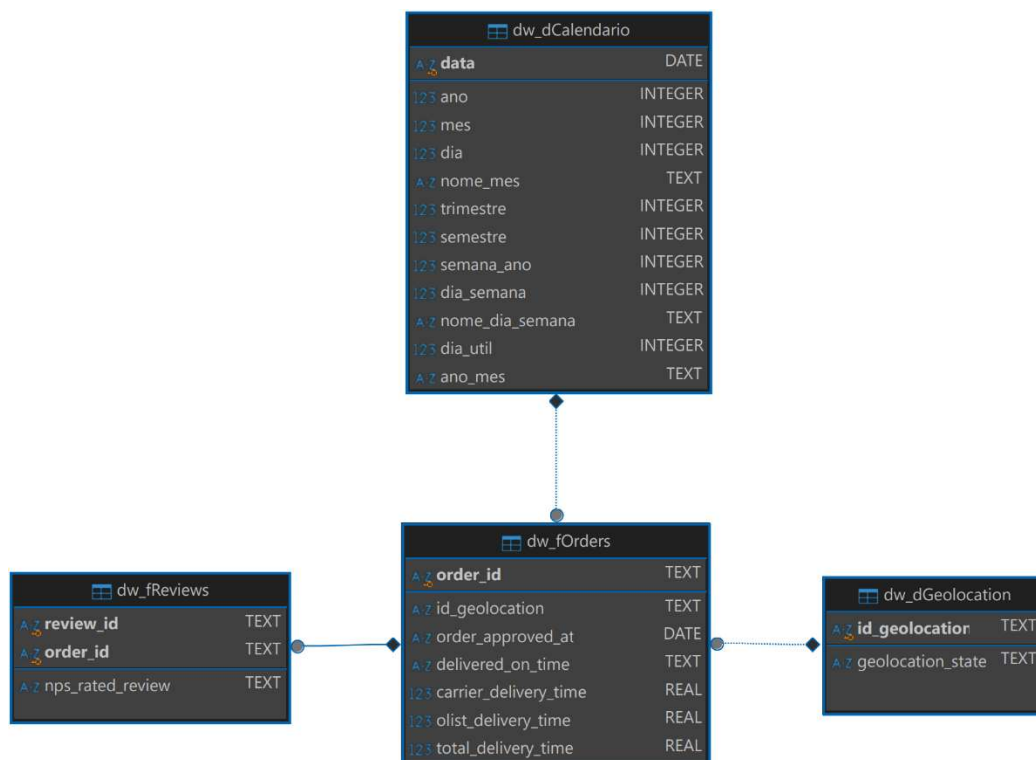 dw_dCalendario
data DATE
ano INTEGER
mes INTEGER
dia INTEGER
nome_mes TEXT
trimestre INTEGER
semestre INTEGER
semana_ano INTEGER
dia_semana INTEGER
nome_dia_semana TEXT
dia_util INTEGER
ano_mes TEXT
dw_fReviews
review_id TEXT
order_id TEXT
nps_rated_review TEXT
dw_fOrders
order_id TEXT
id_geolocation TEXT
order_approved_at DATE
delivered_on_time TEXT
carrier_delivery_time REAL
olist_delivery_time REAL
total_delivery_time REAL
dw_dGeolocation
id_geolocation TEXT
geolocation_state TEXT